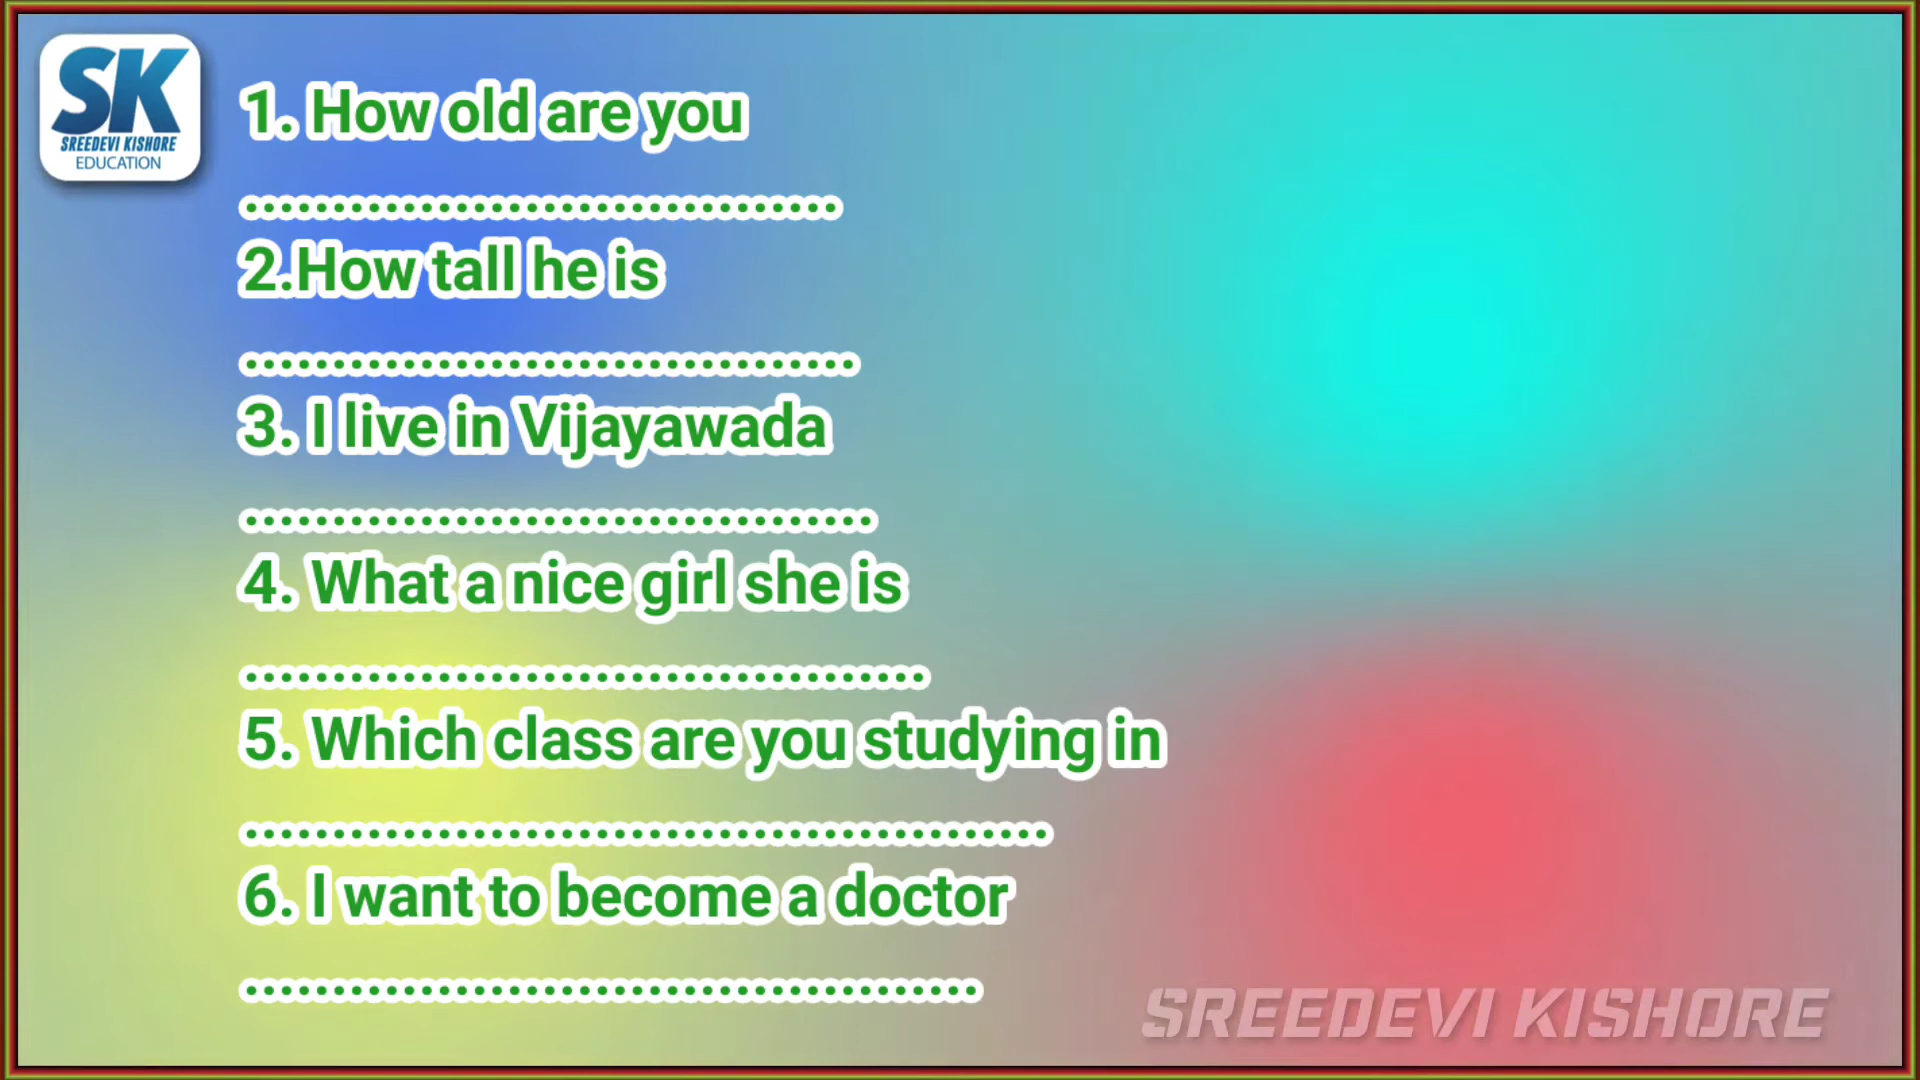 SK
SREEDEVI KISHORE
EDUCATION
1. How old are you
..................................
2.How tall he is
...................................
3. I live in Vijayawada
....................................
4. What a nice girl she is
.......................................
5. Which class are you studying in
..............................................
6. I want to become a doctor
..........................................
SREEDEVI KISHORE